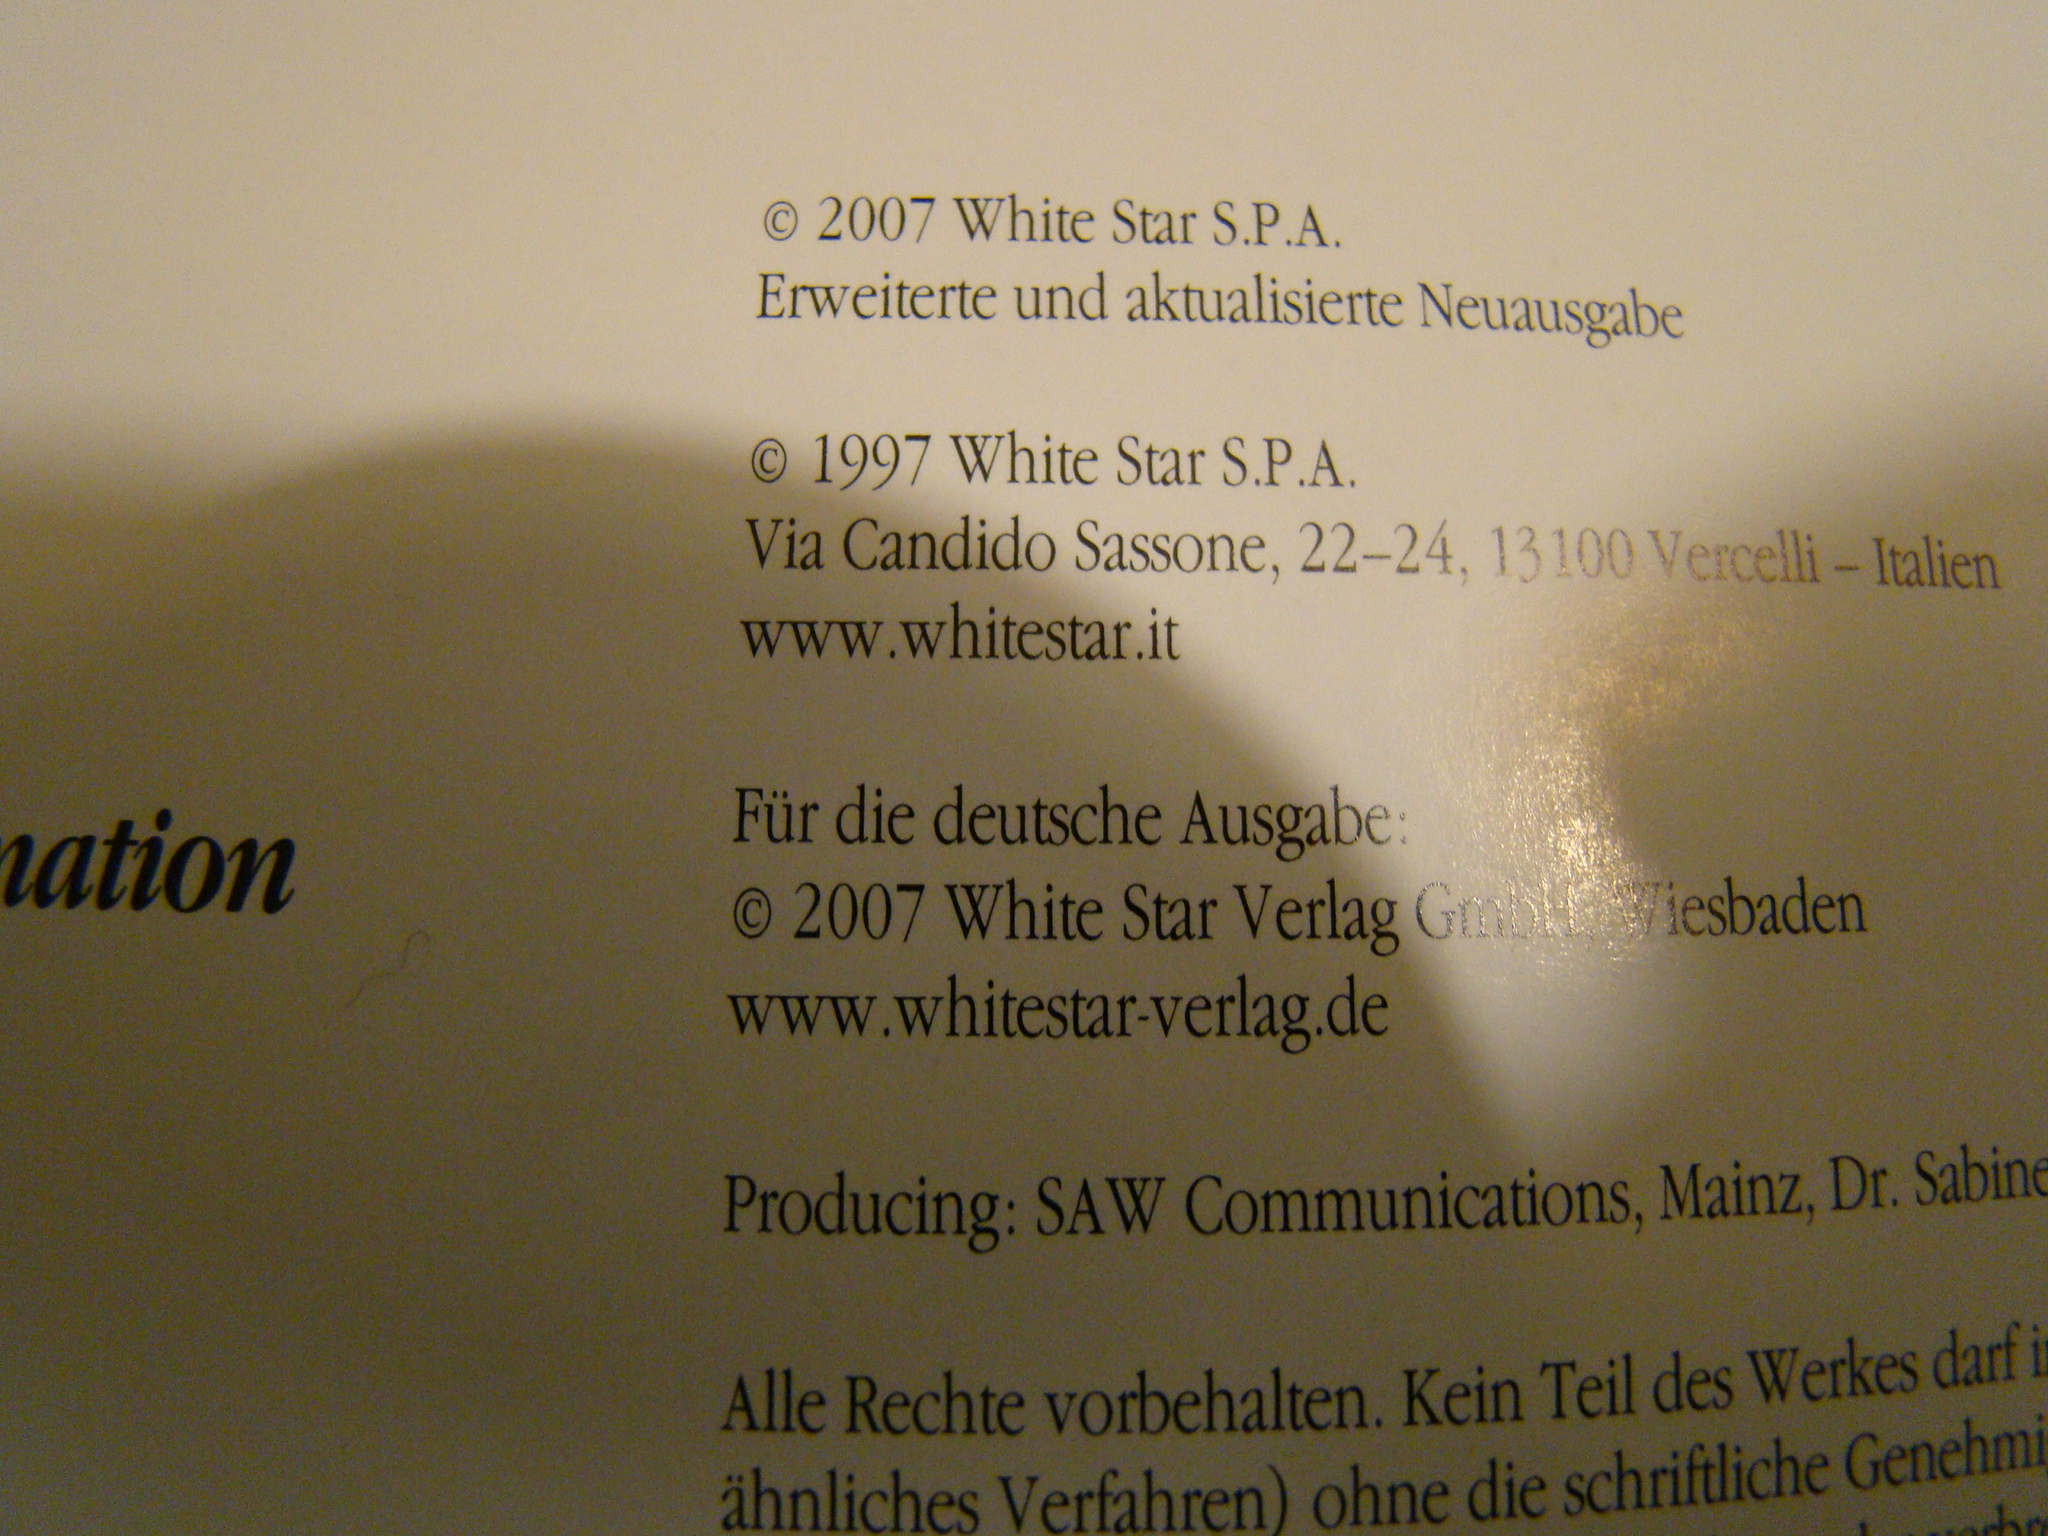 © 2007 White Star S.P.A.
Erweiterte und aktualisierte Neuausgabe
© 1997 White Star S.P.A.
Via Candido Sassone, 22–24, 13100 Vercelli – Italien
www.whitestar.it
nation
Für die deutsche Ausgabe:
© 2007 White Star Verlag GmbH, Wiesbaden
www.whitestar-verlag.de
Producing: SAW Communications, Mainz, Dr. Sabine
Alle Rechte vorbehalten. Kein Teil des Werkes darf in
ähnliches Verfahren) ohne die schriftliche Genehmi